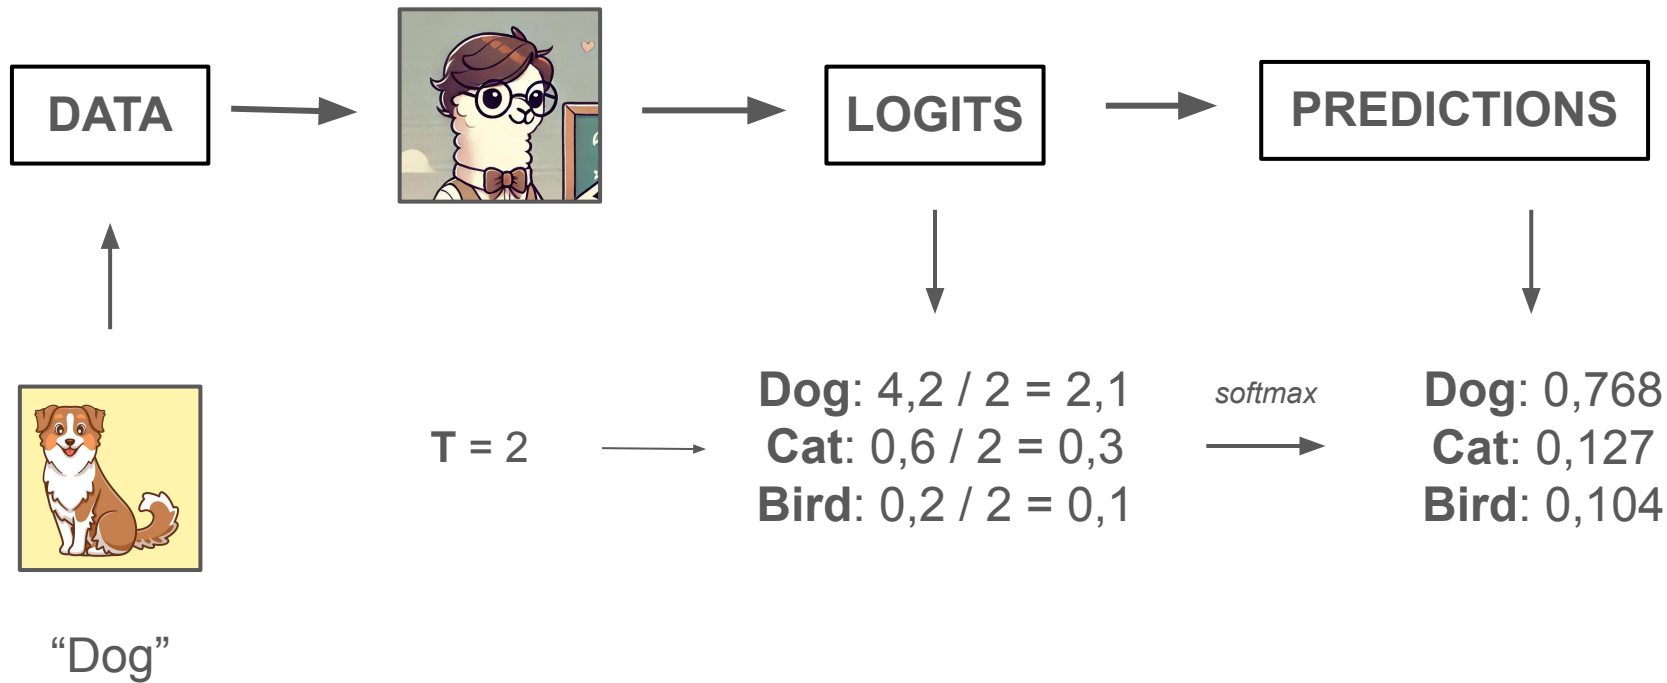 DATA
LOGITS
PREDICTIONS
T = 2
Dog: 4,2 / 2 = 2,1
Cat: 0,6 / 2 = 0,3
Bird: 0,2 / 2 = 0,1
softmax
Dog: 0,768
Cat: 0,127
Bird: 0,104
“Dog”